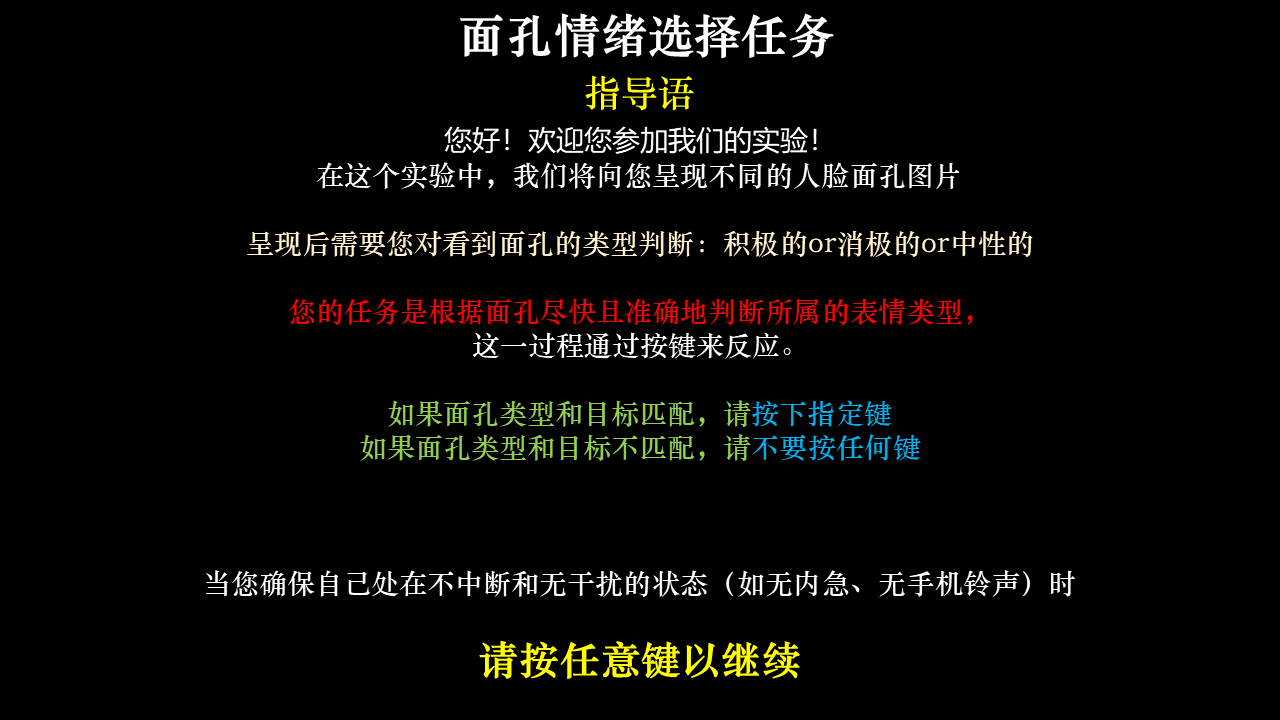 面孔情绪选择任务
指导语
您好！欢迎您参加我们的实验！
在这个实验中，我们将向您呈现不同的人脸面孔图片
呈现后需要您对看到面孔的类型判断：积极的or消极的or中性的
您的任务是根据面孔尽快且准确地判断所属的表情类型，
这一过程通过按键来反应。
如果面孔类型和目标匹配，请按下指定键
如果面孔类型和目标不匹配，请不要按任何键
当您确保自己处在不中断和无干扰的状态（如无内急、无手机铃声）时
请按任意键以继续